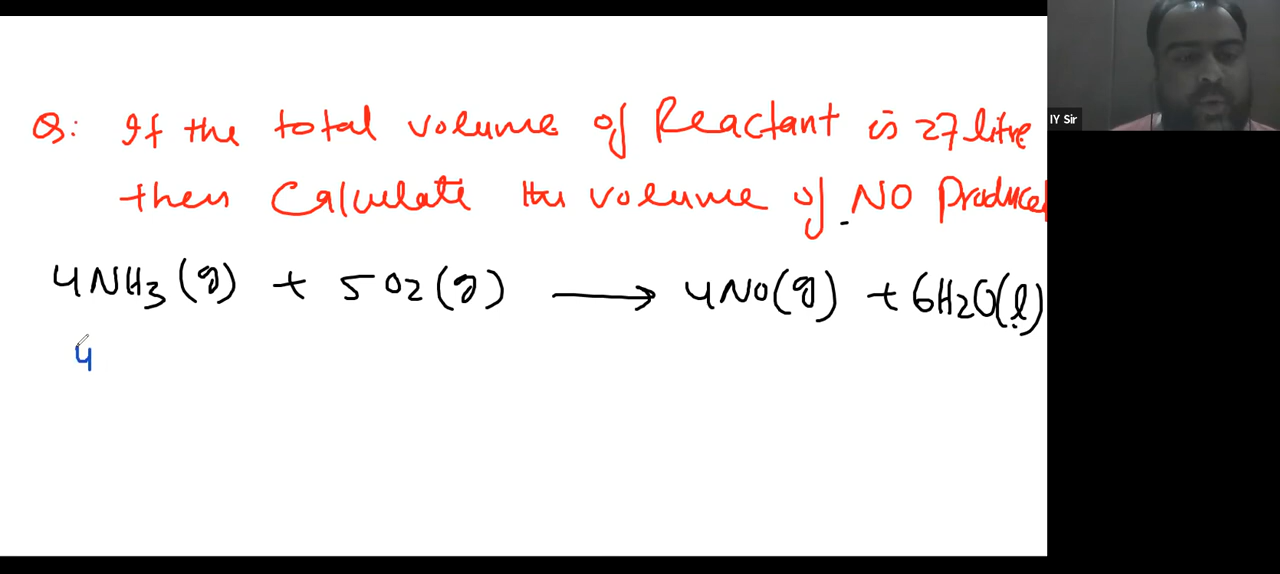 Q: If the total volume of Reactant is 27 litre
then Calculate the volume of NO Produced
4NH3(g) + 5O2(g) ⟶ 4NO(g) + 6H2O(l)
4
IY Sir